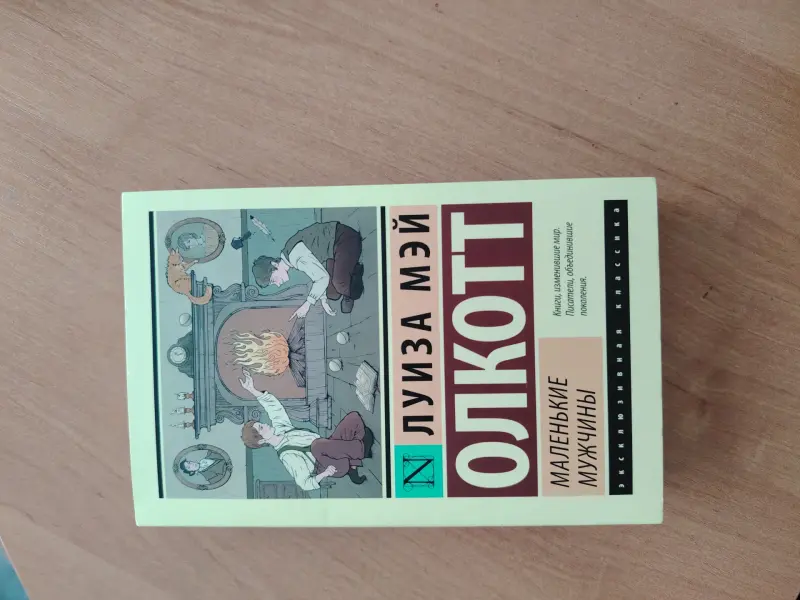 N
ЛУИЗА МЭЙ
ОЛКОТТ
МАЛЕНЬКИЕ
МУЖЧИНЫ
Книги, изменившие мир.
Писатели, объединившие
поколения.
эксклюзивная классика